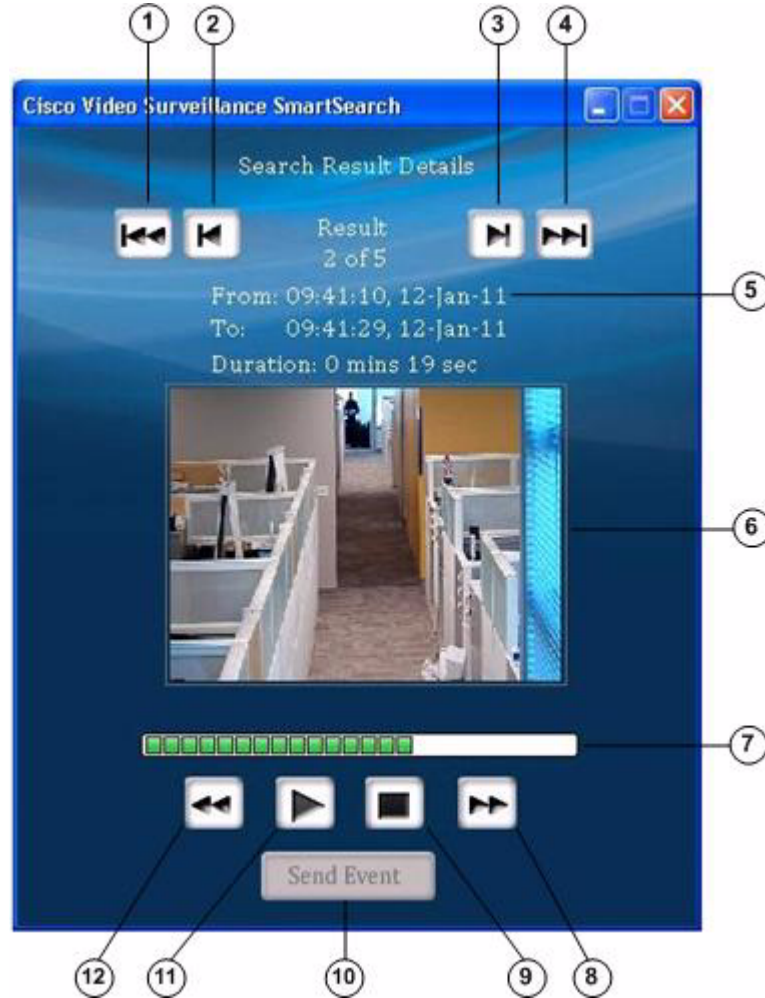 1 2 3 4
Cisco Video Surveillance SmartSearch
Search Result Details
Result
2 of 5
From: 09:41:10, 12-Jan-11
5
To: 09:41:29, 12-Jan-11
Duration: 0 mins 19 sec
6
7
Send Event
12 11 10 9 8